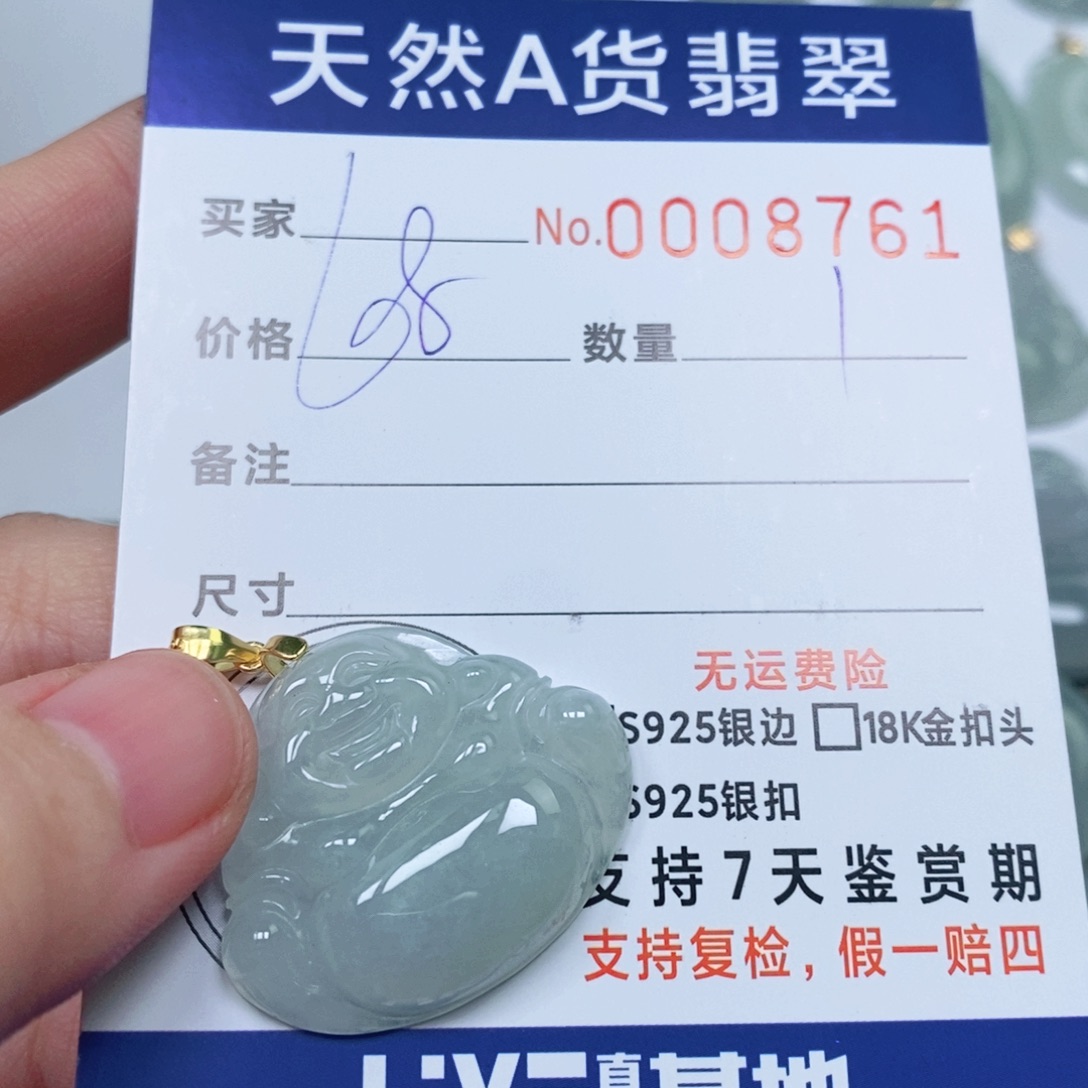 天然A货翡翠
买家 No.0008761
价格 数量 1
备注
尺寸
无运费险
S925银边 □18K金扣头
S925银扣
支持7天鉴赏期
支持复检，假一赔四
基地